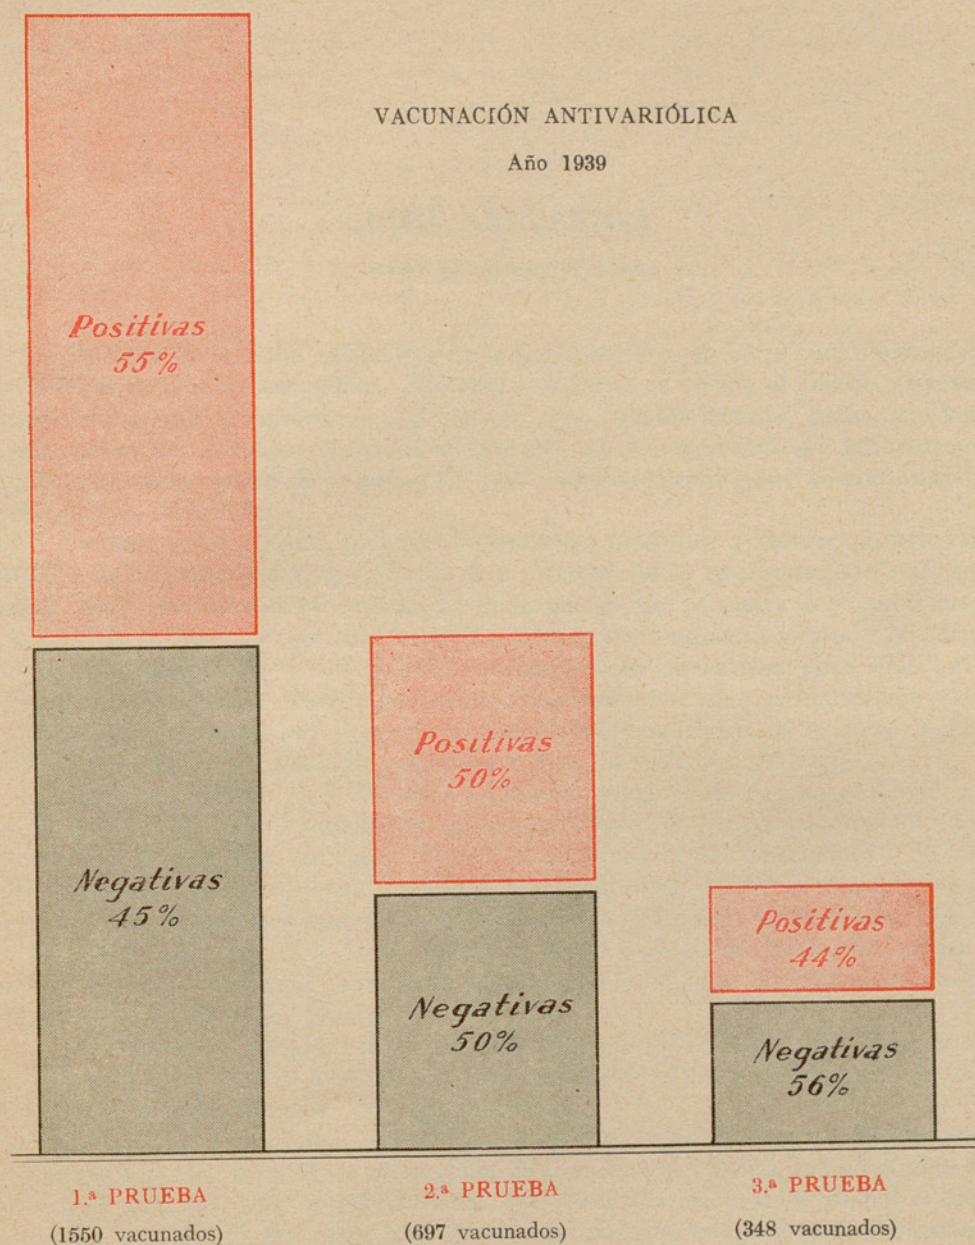 VACUNACIÓN ANTIVARIÓLICA
Año 1939
Positivas
55%
Negativas
45%
Positivas
50%
Negativas
50%
Positivas
44%
Negativas
56%
1.ª PRUEBA
(1550 vacunados)
2.ª PRUEBA
(697 vacunados)
3.ª PRUEBA
(348 vacunados)